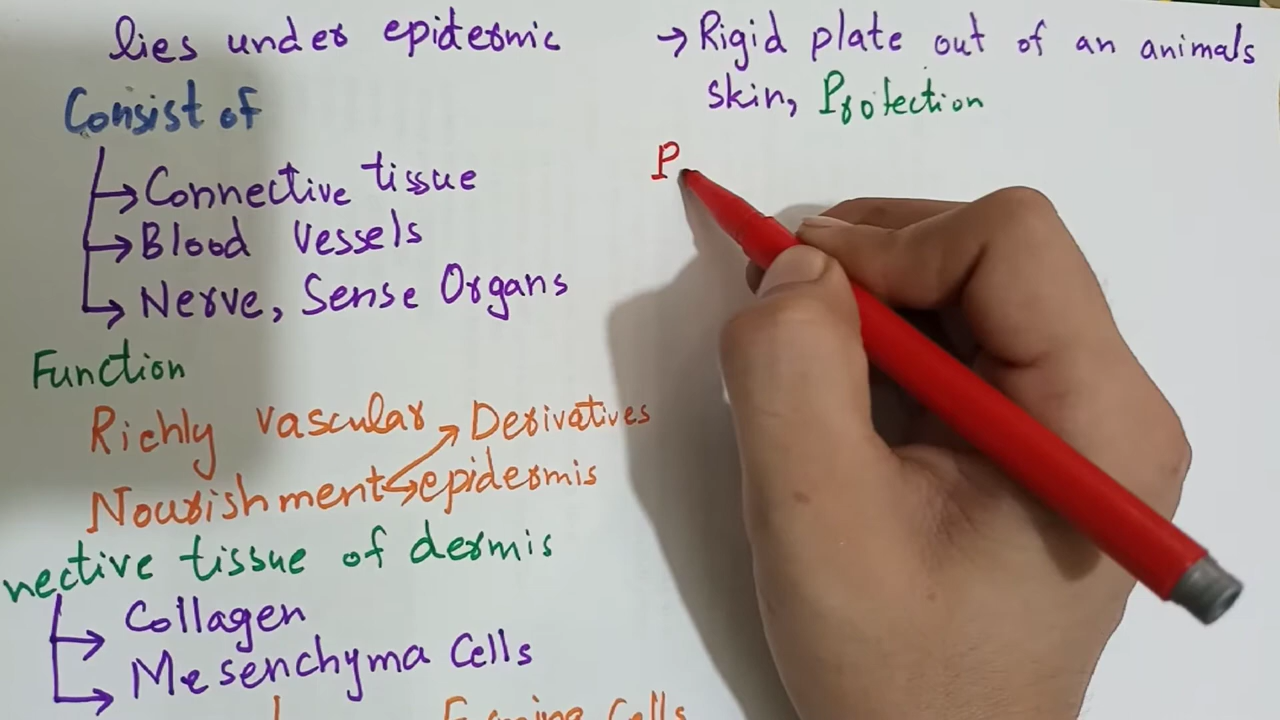 lies under epidermic
Consist of
Connective tissue
Blood Vessels
Nerve, Sense Organs
Function
Richly vascular
Derivatives
Nourishment
epidermis
nective tissue of dermis
Collagen
Mesenchyma Cells
Cells
→ Rigid plate out of an animals
skin, Protection
P